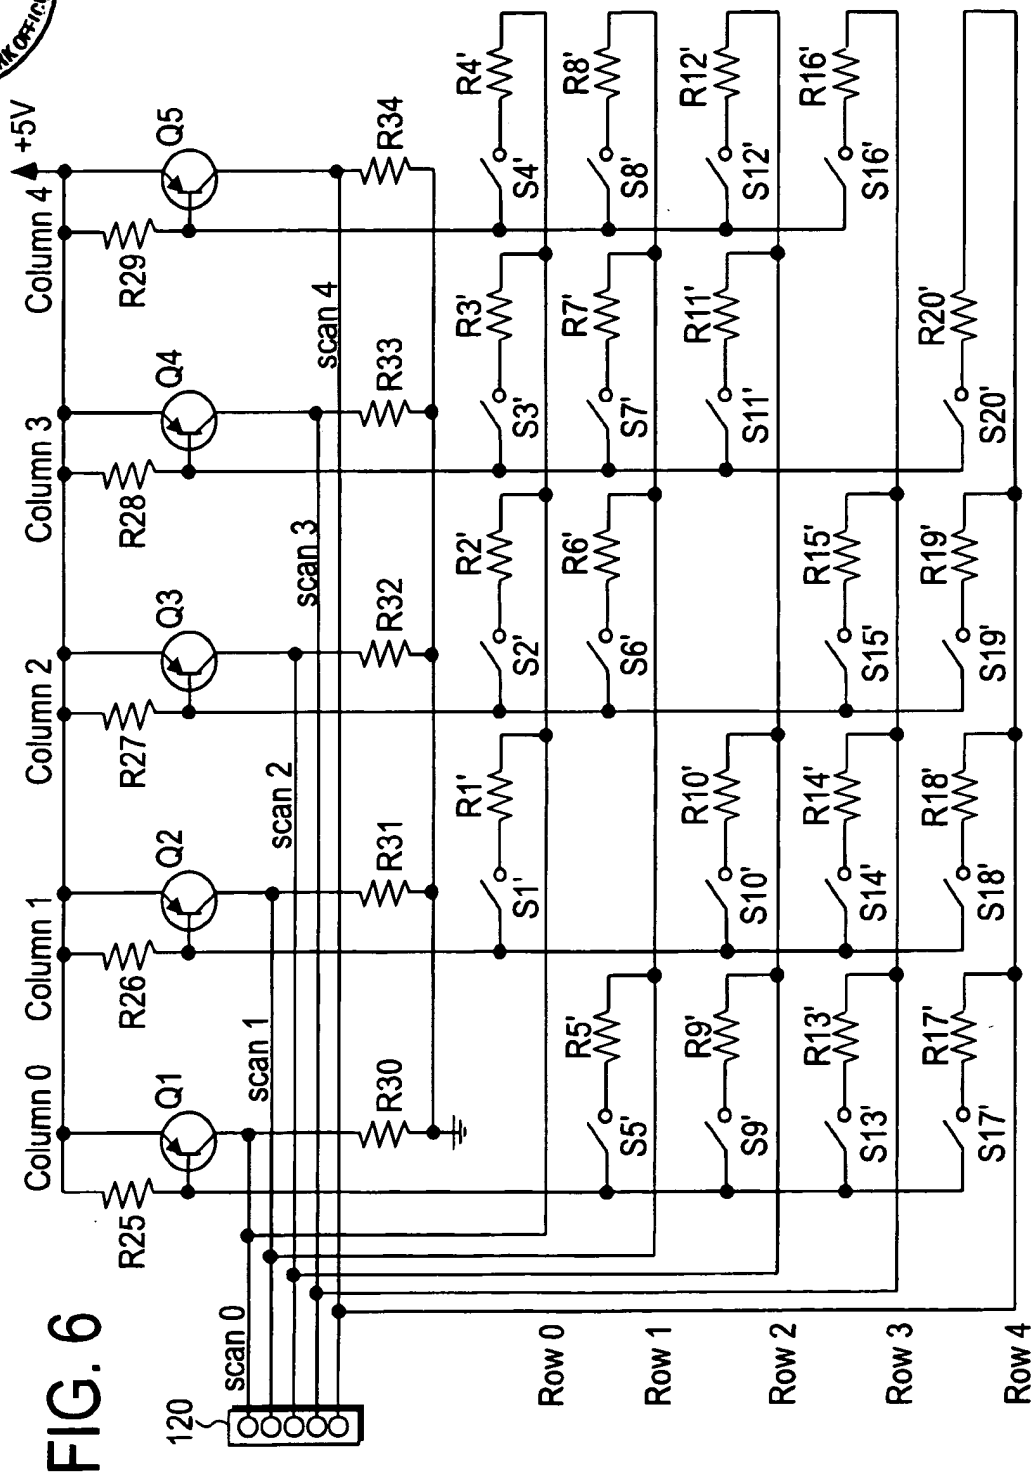 FIG. 6
120
scan 0
scan 1
scan 2
scan 3
scan 4
Column 0
Column 1
Column 2
Column 3
Column 4
+5V
R25
Q1
R26
Q2
R27
Q3
R28
Q4
R29
Q5
R30
R31
R32
R33
R34
Row 0
S1'
R1'
S2'
R2'
S3'
R3'
S4'
R4'
Row 1
S5'
R5'
S6'
R6'
S7'
R7'
S8'
R8'
Row 2
S9'
R9'
S10'
R10'
S11'
R11'
S12'
R12'
Row 3
S13'
R13'
S14'
R14'
S15'
R15'
S16'
R16'
Row 4
S17'
R17'
S18'
R18'
S19'
R19'
S20'
R20'